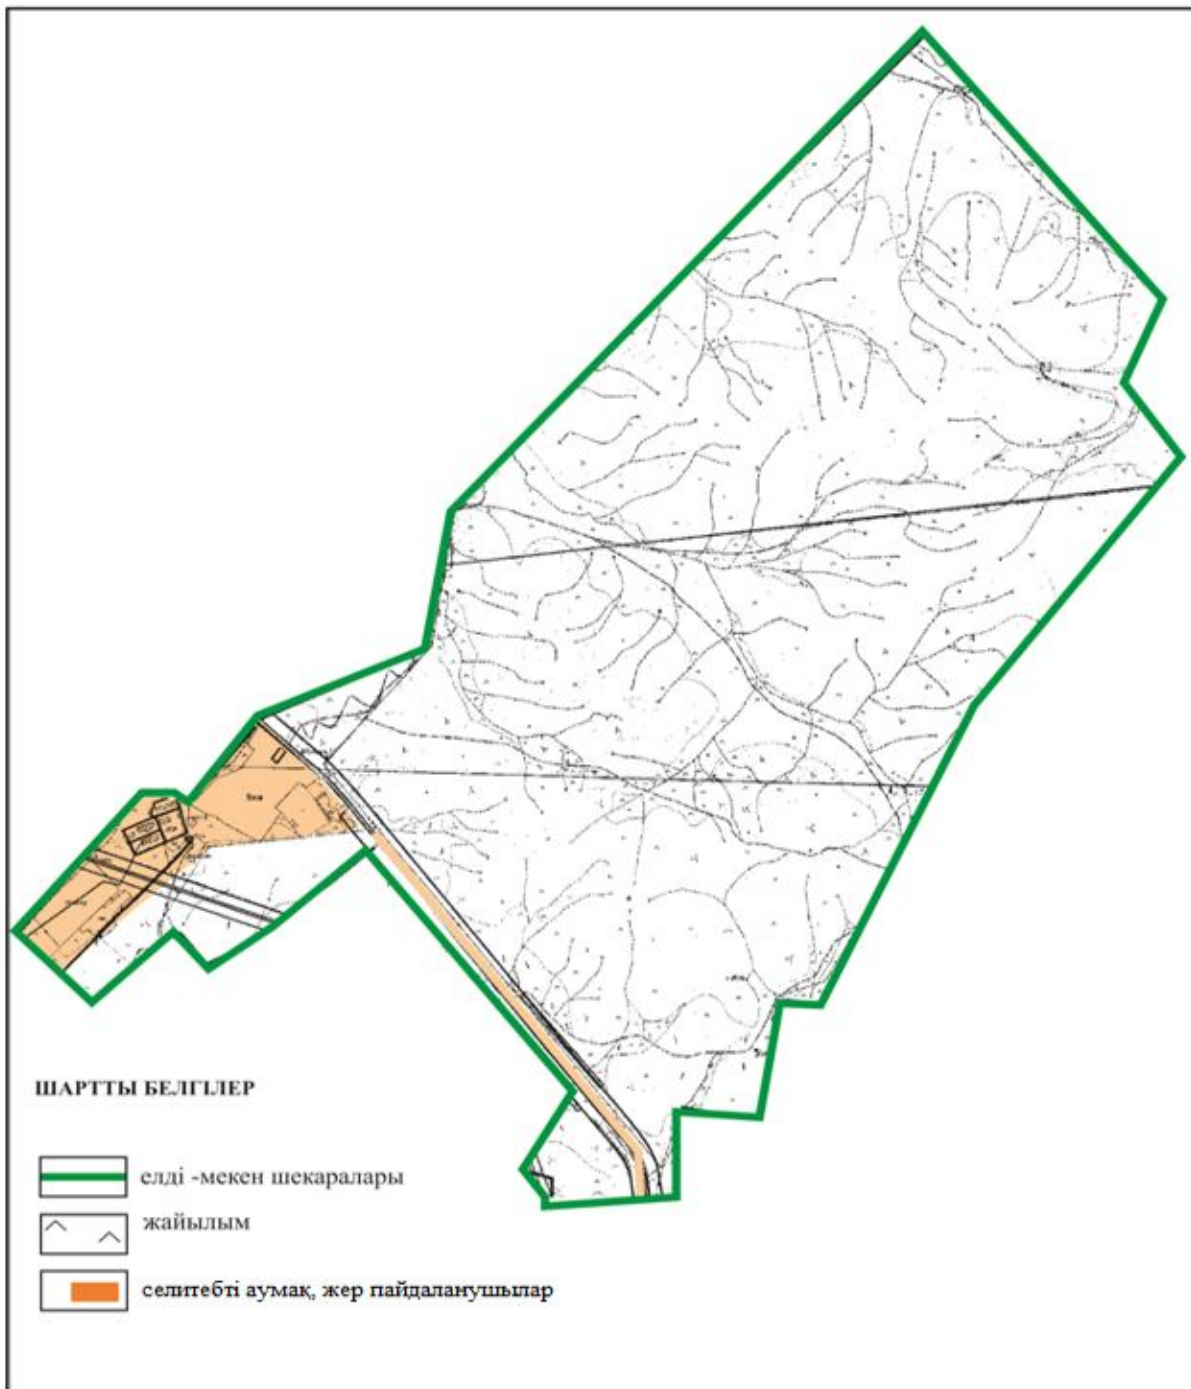 ШАРТТЫ БЕЛГІЛЕР
елді -мекен шекаралары
жайылым
селитебті аумақ, жер пайдаланушылар